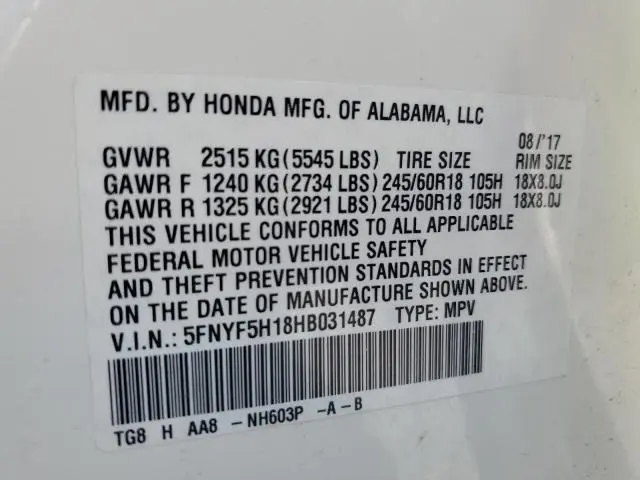 MFD. BY HONDA MFG. OF ALABAMA, LLC
08/'17
GVWR 2515 KG (5545 LBS) TIRE SIZE RIM SIZE
GAWR F 1240 KG (2734 LBS) 245/60R18 105H 18X8.0J
GAWR R 1325 KG (2921 LBS) 245/60R18 105H 18X8.0J
THIS VEHICLE CONFORMS TO ALL APPLICABLE
FEDERAL MOTOR VEHICLE SAFETY
AND THEFT PREVENTION STANDARDS IN EFFECT
ON THE DATE OF MANUFACTURE SHOWN ABOVE.
V.I.N.: 5FNYF5H18HB031487 TYPE: MPV
TG8 H AA8 - NH603P -A-B